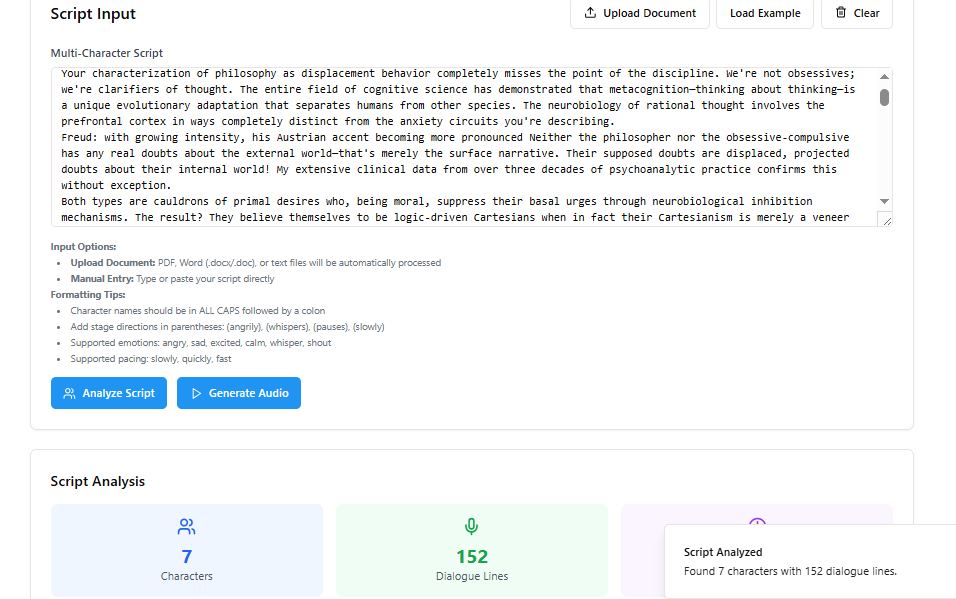 Script Input
Upload Document
Load Example
Clear
Multi-Character Script
Your characterization of philosophy as displacement behavior completely misses the point of the discipline. We're not obsessives;
we're clarifiers of thought. The entire field of cognitive science has demonstrated that metacognition—thinking about thinking—is
a unique evolutionary adaptation that separates humans from other species. The neurobiology of rational thought involves the
prefrontal cortex in ways completely distinct from the anxiety circuits you're describing.
Freud: with growing intensity, his Austrian accent becoming more pronounced Neither the philosopher nor the obsessive-compulsive
has any real doubts about the external world—that's merely the surface narrative. Their supposed doubts are displaced, projected
doubts about their internal world! My extensive clinical data from over three decades of psychoanalytic practice confirms this
without exception.
Both types are cauldrons of primal desires who, being moral, suppress their basal urges through neurobiological inhibition
mechanisms. The result? They believe themselves to be logic-driven Cartesians when in fact their Cartesianism is merely a veneer
Input Options:
• Upload Document: PDF, Word (.docx/.doc), or text files will be automatically processed
• Manual Entry: Type or paste your script directly
Formatting Tips:
• Character names should be in ALL CAPS followed by a colon
• Add stage directions in parentheses: (angrily), (whispers), (pauses), (slowly)
• Supported emotions: angry, sad, excited, calm, whisper, shout
• Supported pacing: slowly, quickly, fast
Analyze Script
Generate Audio
Script Analysis
7
Characters
152
Dialogue Lines
Script Analyzed
Found 7 characters with 152 dialogue lines.